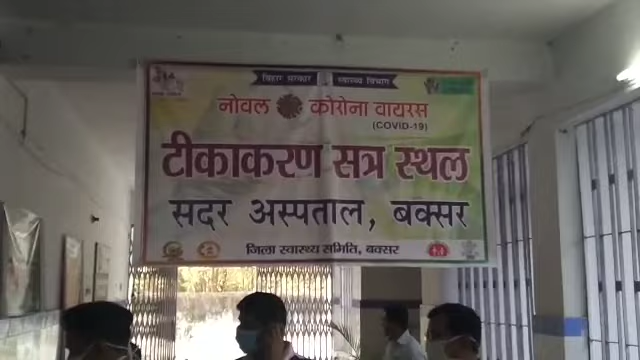 बिहार सरकार स्वास्थ्य विभाग
नोवल कोरोना वायरस
(COVID-19)
टीकाकरण सत्र स्थल
सदर अस्पताल, बक्सर
जिला स्वास्थ्य समिति, बक्सर